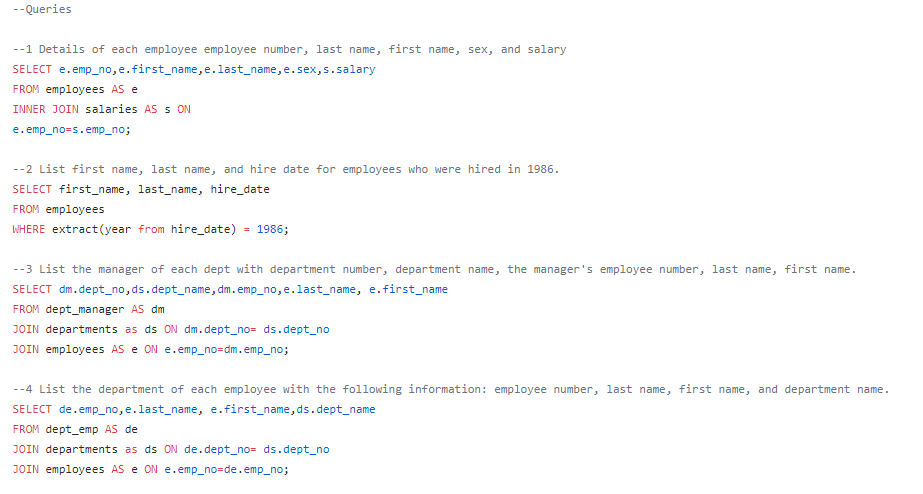 --Queries
--1 Details of each employee employee number, last name, first name, sex, and salary
SELECT e.emp_no,e.first_name,e.last_name,e.sex,s.salary
FROM employees AS e
INNER JOIN salaries AS s ON
e.emp_no=s.emp_no;
--2 List first name, last name, and hire date for employees who were hired in 1986.
SELECT first_name, last_name, hire_date
FROM employees
WHERE extract(year from hire_date) = 1986;
--3 List the manager of each dept with department number, department name, the manager's employee number, last name, first name.
SELECT dm.dept_no,ds.dept_name,dm.emp_no,e.last_name, e.first_name
FROM dept_manager AS dm
JOIN departments as ds ON dm.dept_no= ds.dept_no
JOIN employees AS e ON e.emp_no=dm.emp_no;
--4 List the department of each employee with the following information: employee number, last name, first name, and department name.
SELECT de.emp_no,e.last_name, e.first_name,ds.dept_name
FROM dept_emp AS de
JOIN departments as ds ON de.dept_no= ds.dept_no
JOIN employees AS e ON e.emp_no=de.emp_no;